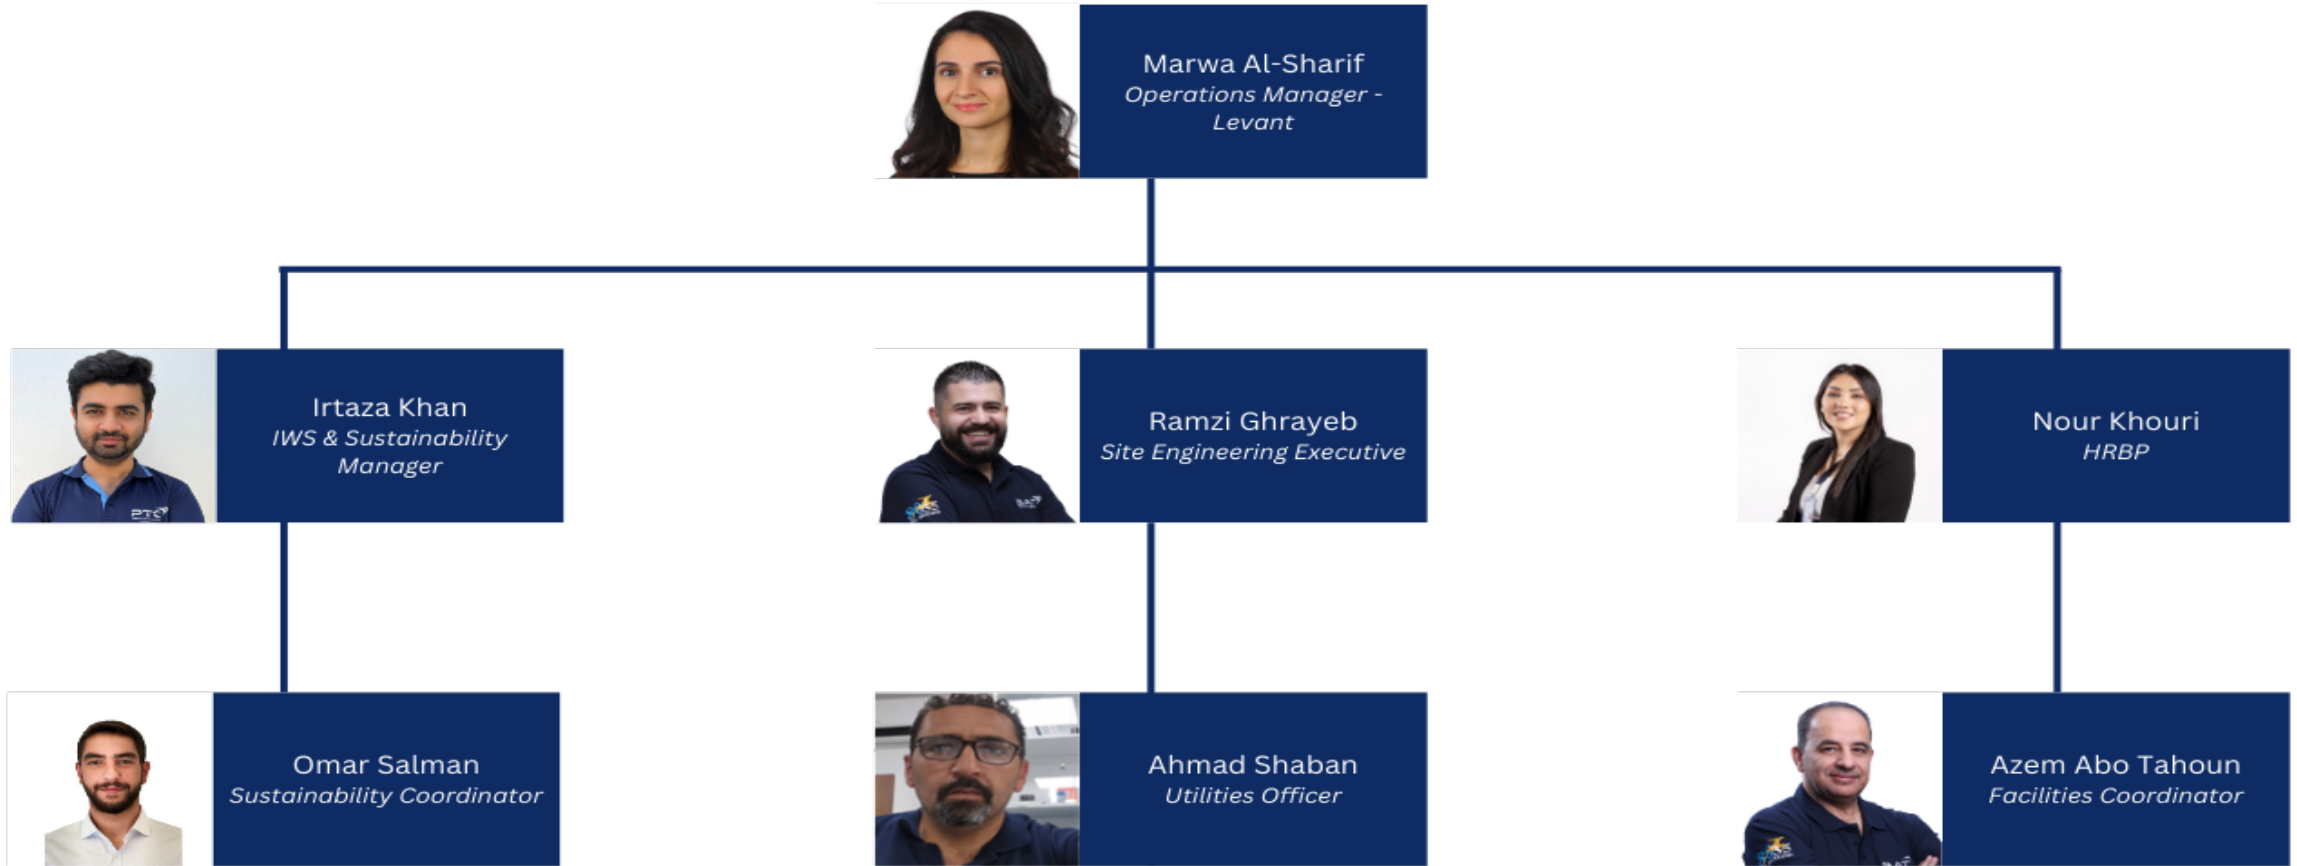 Marwa Al-Sharif
Operations Manager -
Levant
Irtaza Khan
IWS & Sustainability
Manager
PTC
Ramzi Ghrayeb
Site Engineering Executive
Nour Khouri
HRBP
Omar Salman
Sustainability Coordinator
Ahmad Shaban
Utilities Officer
Azem Abo Tahoun
Facilities Coordinator